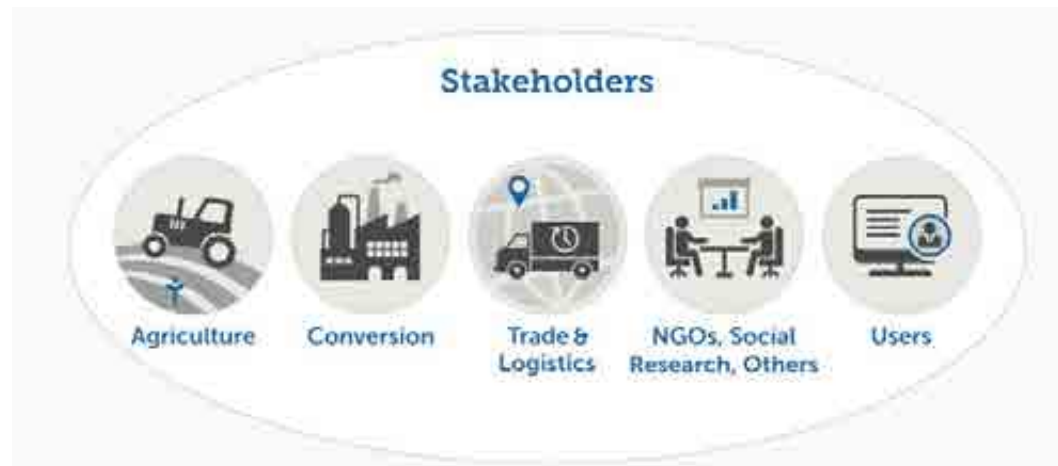 Stakeholders
Agriculture
Conversion
Trade &
Logistics
NGOs, Social
Research, Others
Users